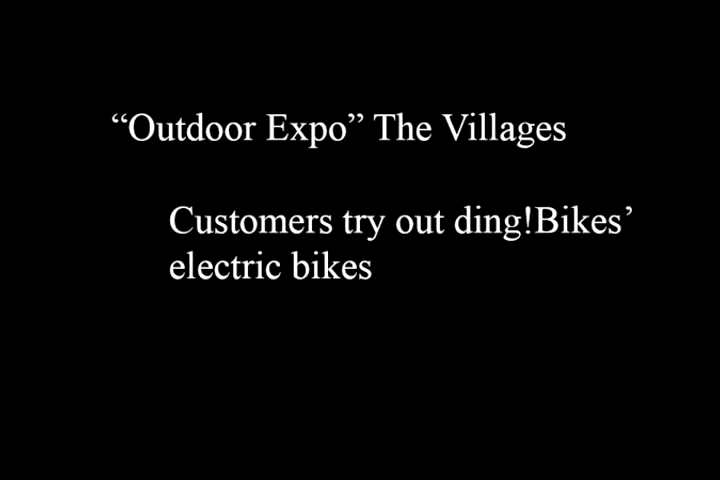 “Outdoor Expo” The Villages
Customers try out ding!Bikes’
electric bikes